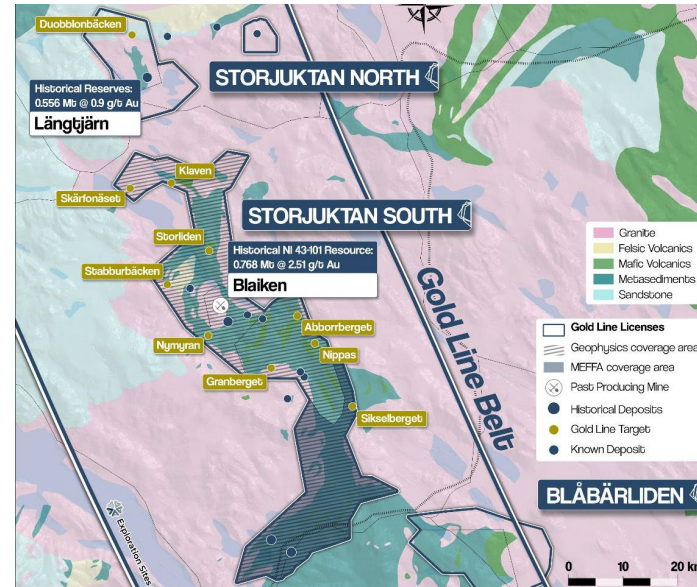 Duobblonbäcken
STORJUKTAN NORTH
Historical Reserves:
0.556 Mt @ 0.9 g/t Au
Längtjärn
Klaven
Skärfonäset
STORJUKTAN SOUTH
Storliden
Historical NI 43-101 Resource:
0.768 Mt @ 2.51 g/t Au
Blaiken
Stabburbäcken
Abborrberget
Nymyran
Nippas
Granberget
Sikselberget
Gold Line Belt
Granite
Felsic Volcanics
Mafic Volcanics
Metasediments
Sandstone
Gold Line Licenses
Geophysics coverage area
MEFFA coverage area
Past Producing Mine
Historical Deposits
Gold Line Target
Known Deposit
BLÅBÄRLIDEN
Exploration Sites
0 10 20 km